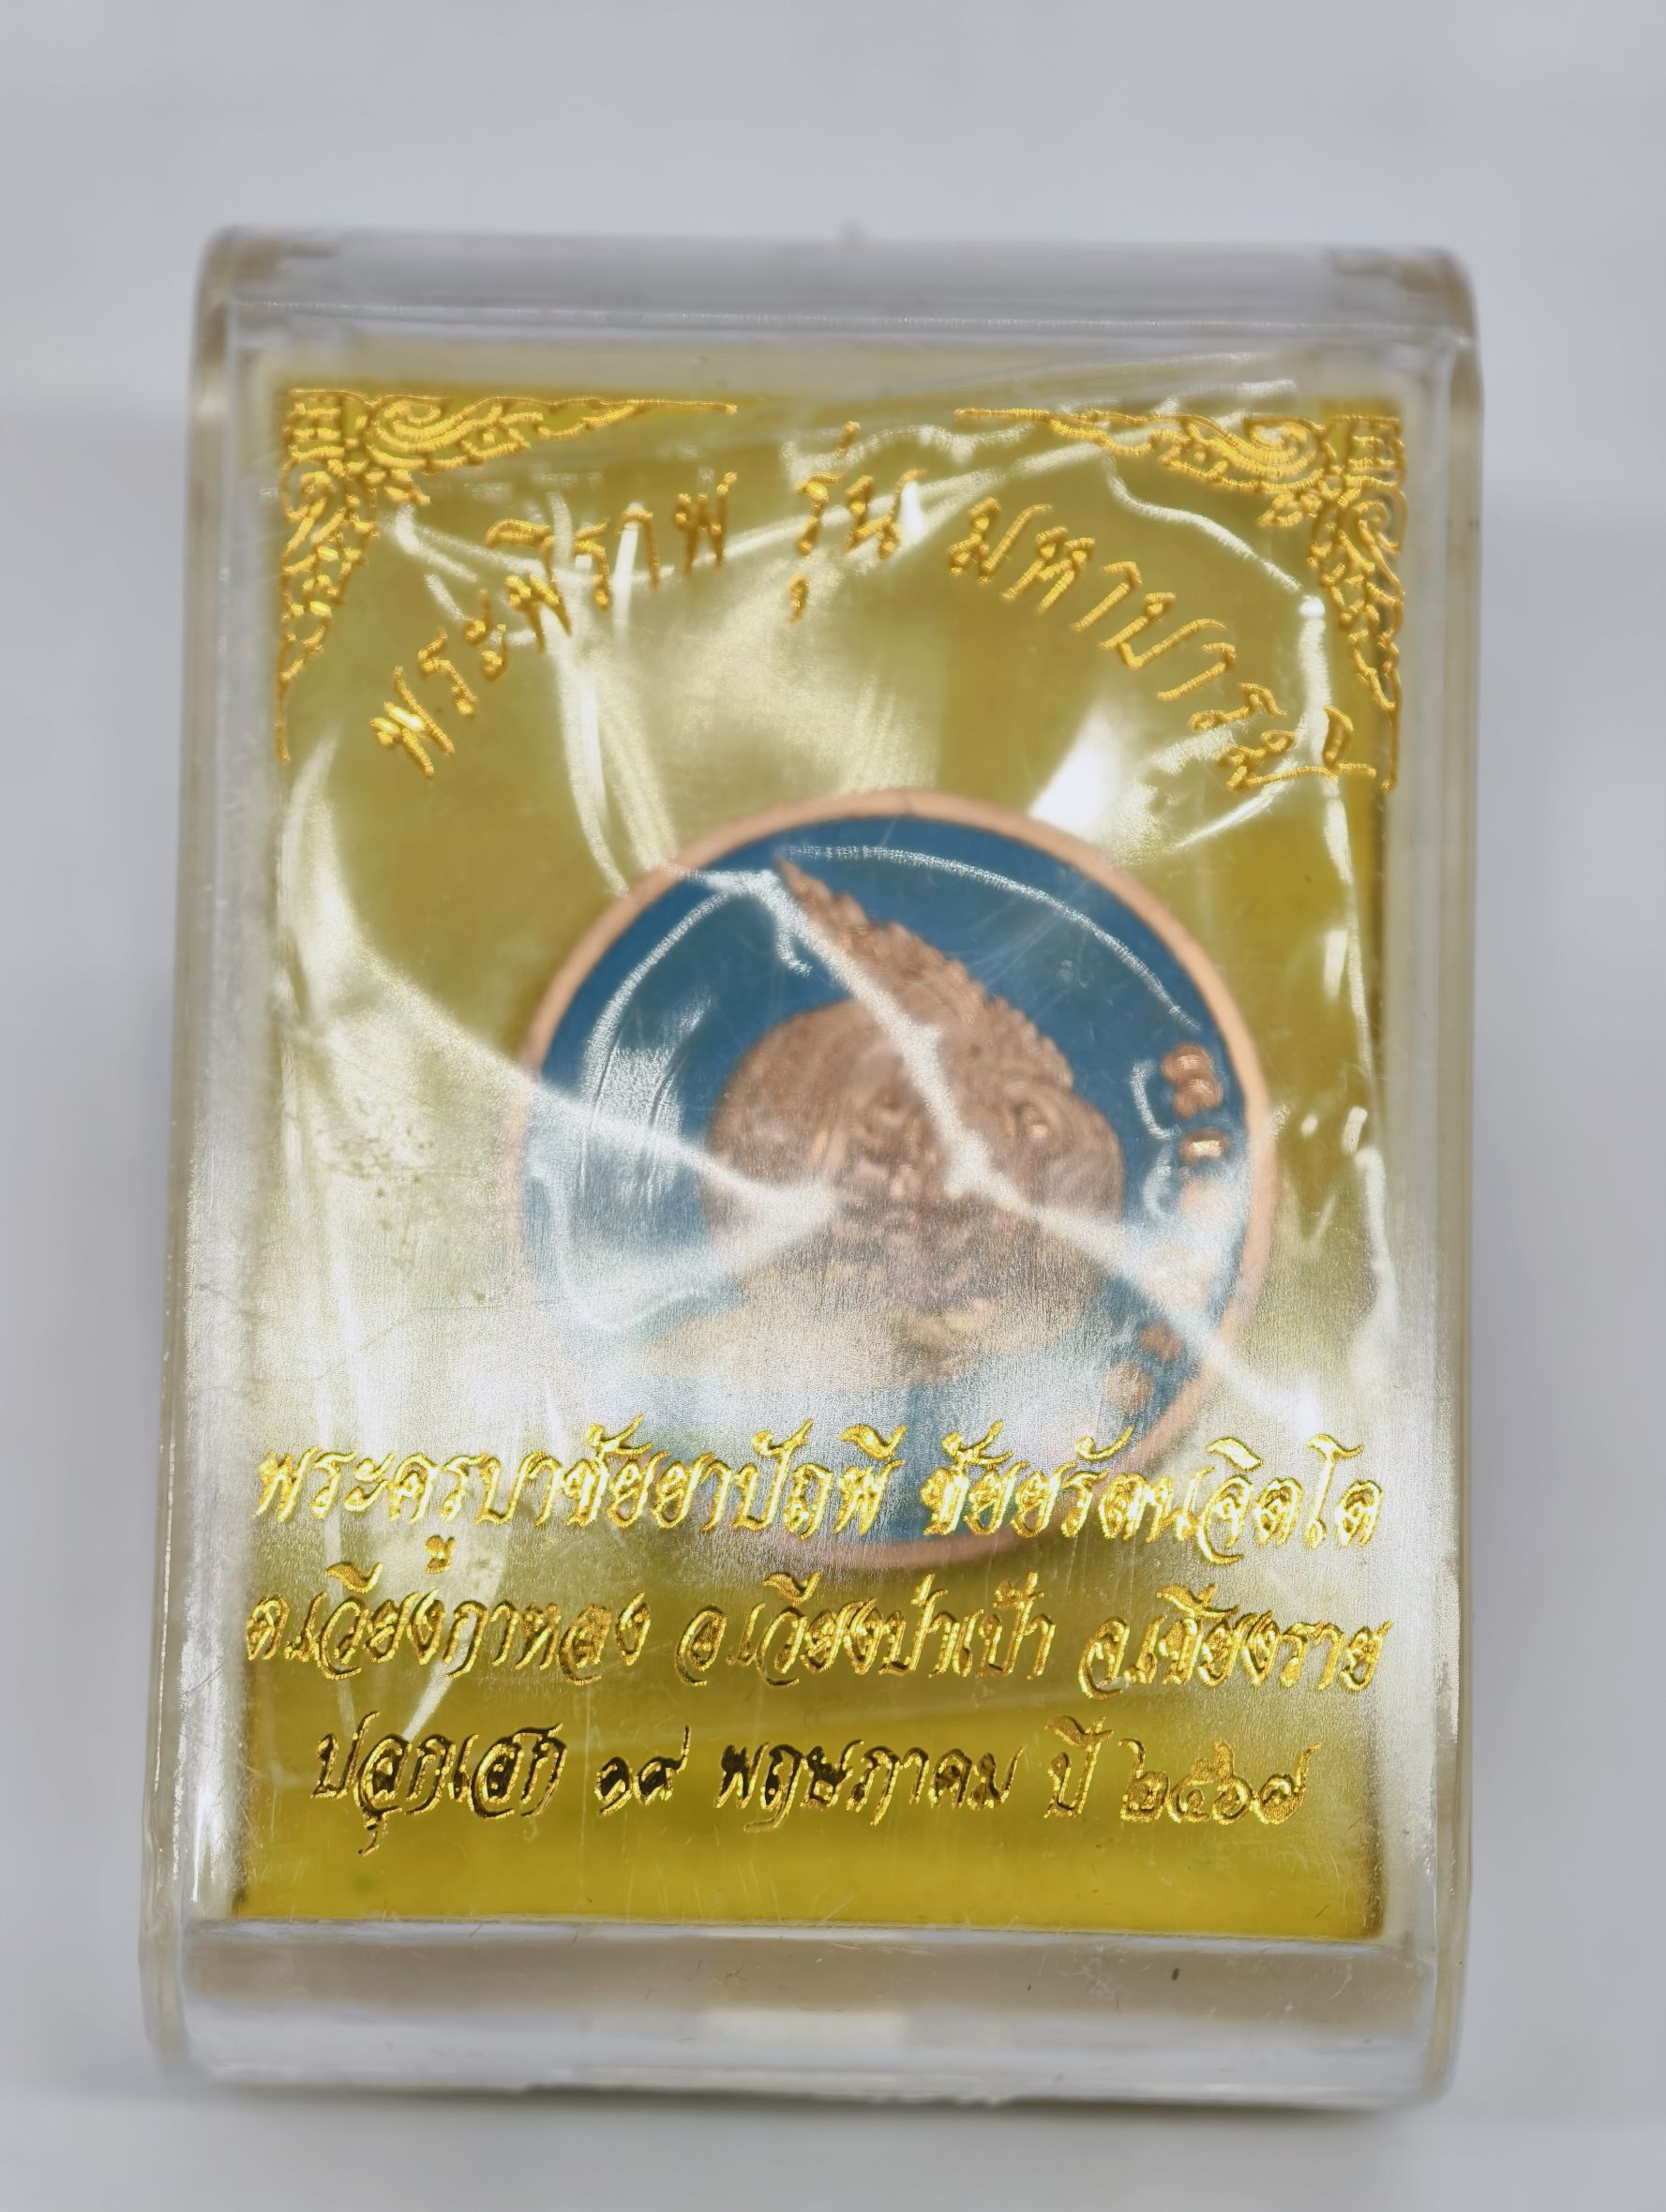 พระพิราพ รุ่น มหาบารมี
พระครูบาชัยยาปัถพี ชัยยรัตนจิตโต
ต.เวียงกาหลง อ.เวียงป่าเป้า จ.เชียงราย
ปลุกเสก ๑๙ พฤษภาคม ปี ๒๕๖๗